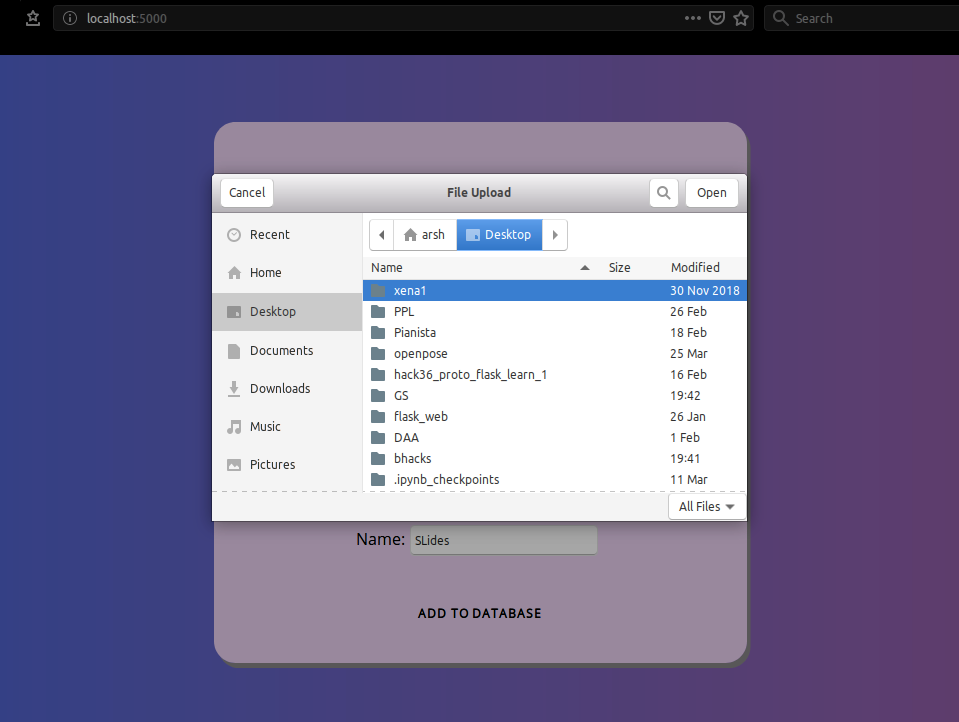 localhost:5000 Search
Cancel File Upload Open
Recent
Home
Desktop
Documents
Downloads
Music
Pictures
arsh Desktop
Name Size Modified
xena1 30 Nov 2018
PPL 26 Feb
Pianista 18 Feb
openpose 25 Mar
hack36_proto_flask_learn_1 16 Feb
GS 19:42
flask_web 26 Jan
DAA 1 Feb
bhacks 19:41
.ipynb_checkpoints 11 Mar
All Files
Name: SLides
ADD TO DATABASE